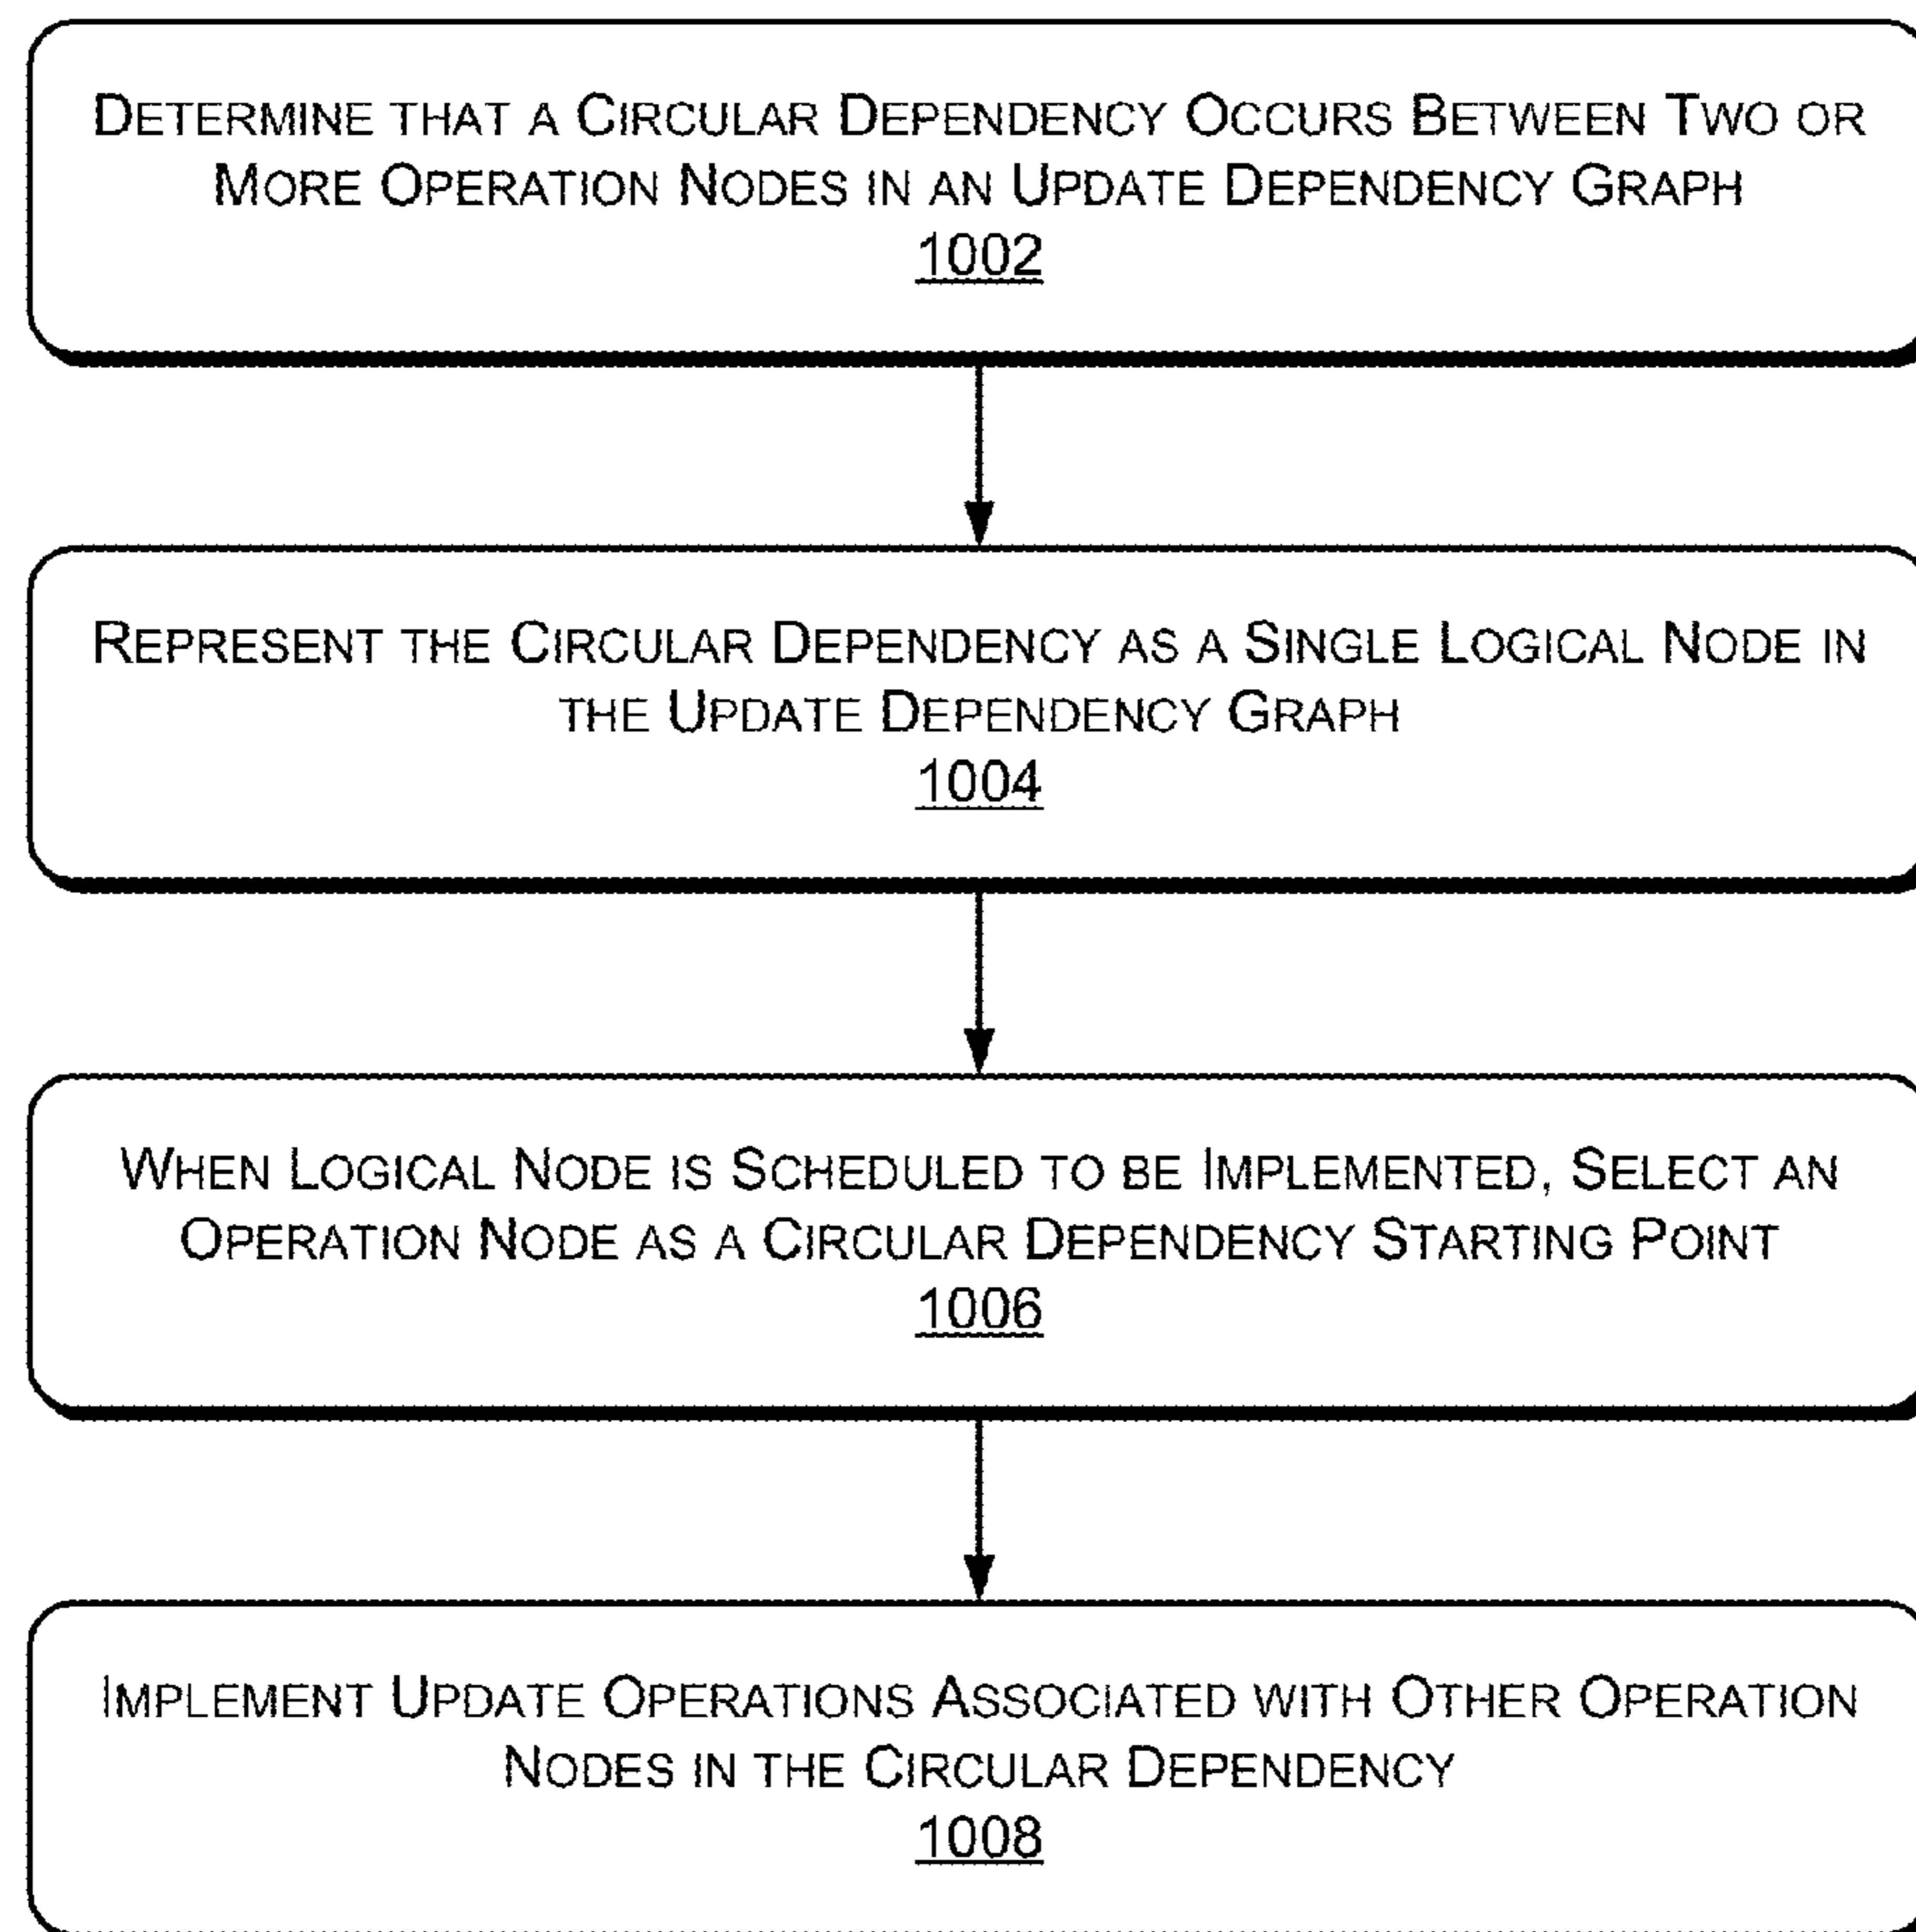 DETERMINE THAT A CIRCULAR DEPENDENCY OCCURS BETWEEN TWO OR
MORE OPERATION NODES IN AN UPDATE DEPENDENCY GRAPH
1002
REPRESENT THE CIRCULAR DEPENDENCY AS A SINGLE LOGICAL NODE IN
THE UPDATE DEPENDENCY GRAPH
1004
WHEN LOGICAL NODE IS SCHEDULED TO BE IMPLEMENTED, SELECT AN
OPERATION NODE AS A CIRCULAR DEPENDENCY STARTING POINT
1006
IMPLEMENT UPDATE OPERATIONS ASSOCIATED WITH OTHER OPERATION
NODES IN THE CIRCULAR DEPENDENCY
1008